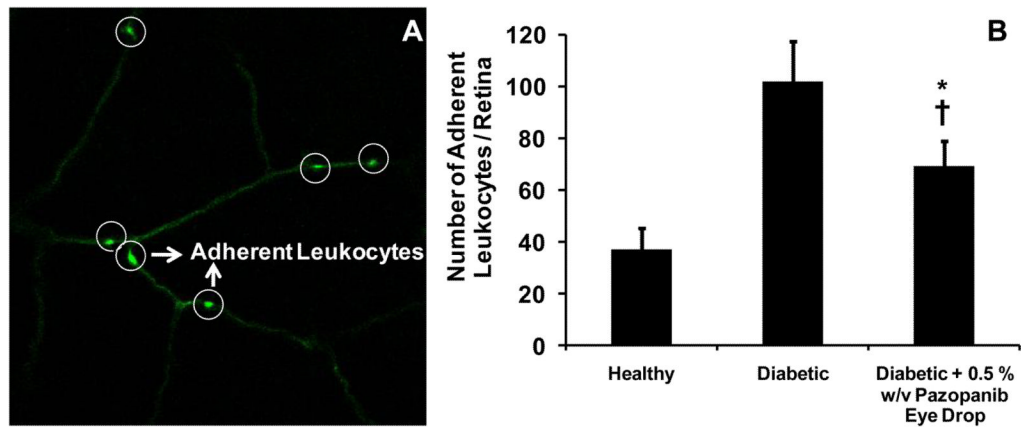 A
Adherent Leukocytes
B
Number of Adherent
Leukocytes / Retina
120
100
80
60
40
20
0
*
†
Healthy
Diabetic
Diabetic + 0.5 %
w/v Pazopanib
Eye Drop